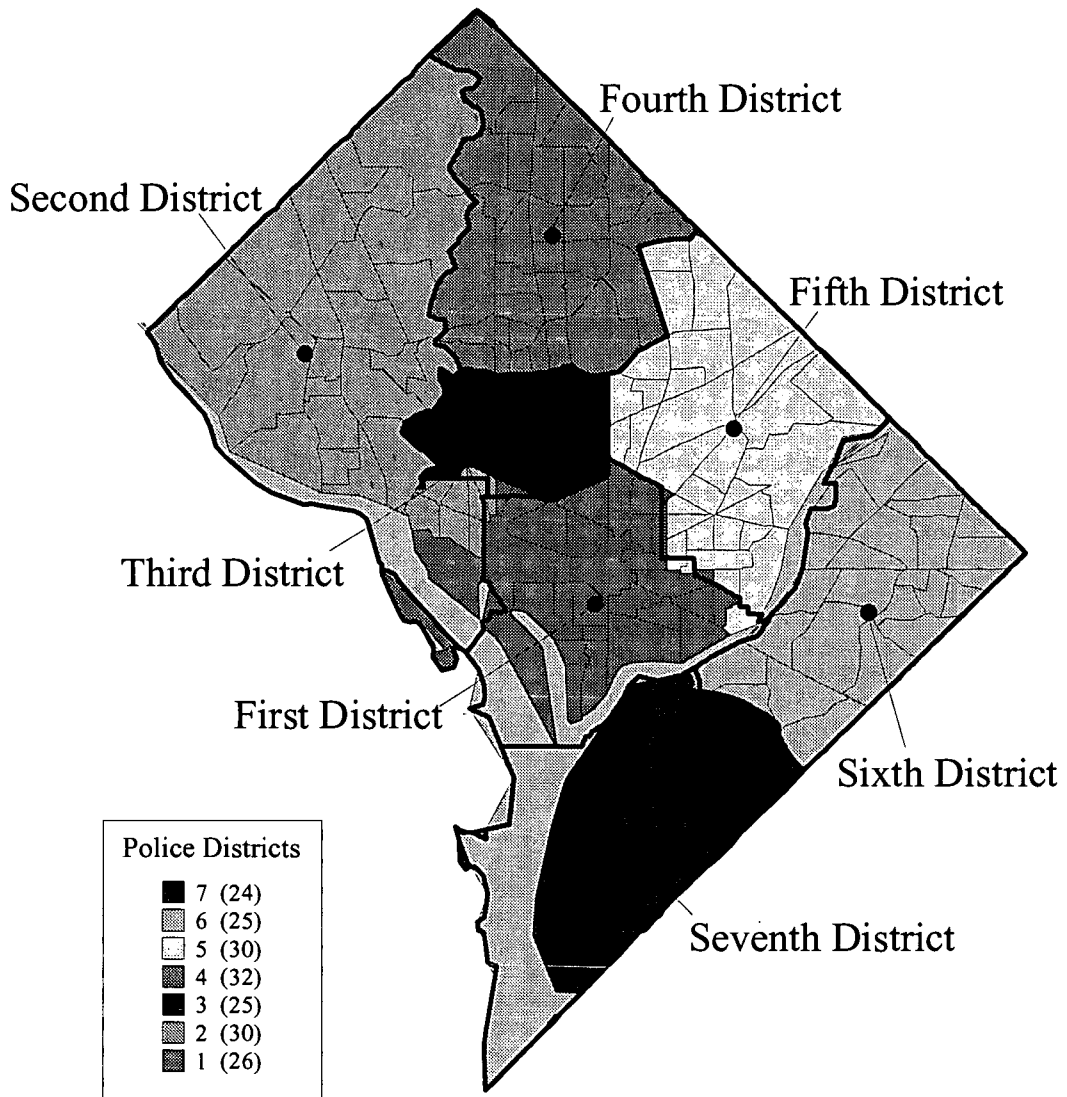 Fourth District
Second District
Fifth District
Third District
First District
Sixth District
Seventh District
Police Districts
7 (24)
6 (25)
5 (30)
4 (32)
3 (25)
2 (30)
1 (26)